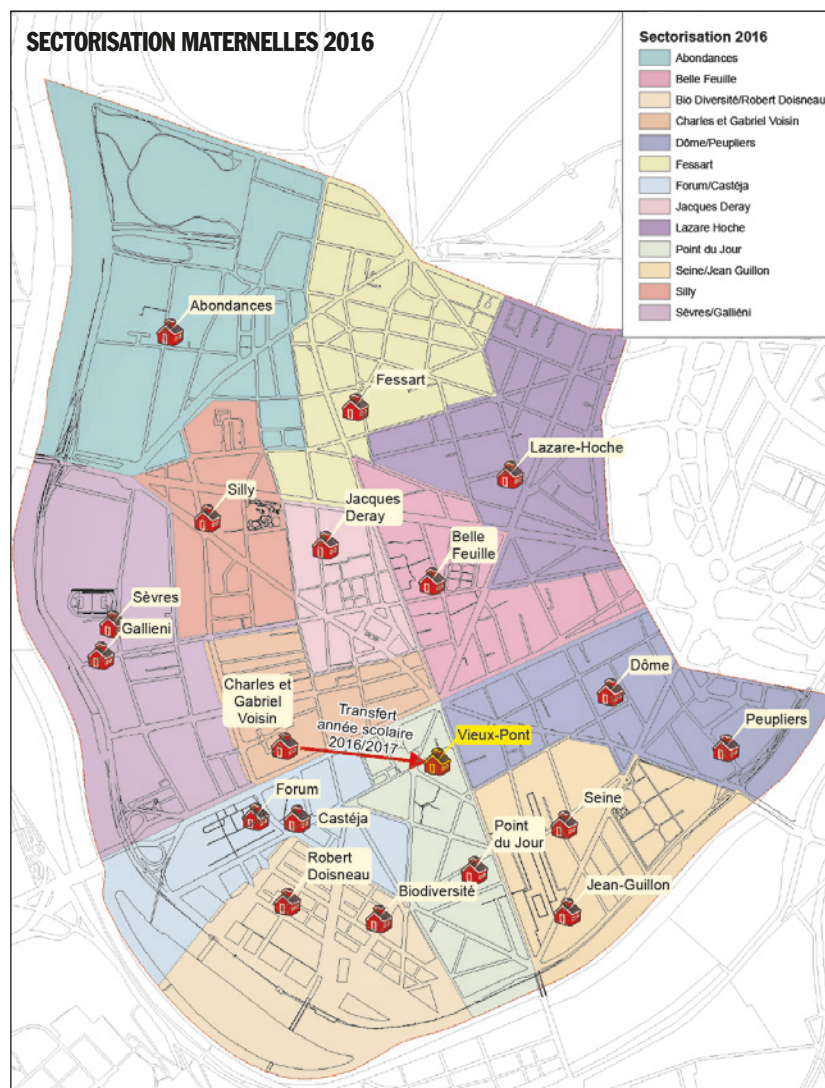 SECTORISATION MATERNELLES 2016
Sectorisation 2016
Abondances
Belle Feuille
Bio Diversité/Robert Doisneau
Charles et Gabriel Voisin
Dôme/Peupliers
Fessart
Forum/Castéja
Jacques Deray
Lazare Hoche
Point du Jour
Seine/Jean Guillon
Silly
Sèvres/Galliéni
Abondances
Fessart
Lazare-Hoche
Silly
Jacques
Deray
Belle
Feuille
Sèvres
Gallieni
Charles et
Gabriel
Voisin
Transfert
année scolaire
2016/2017
Vieux-Pont
Dôme
Peupliers
Forum
Castéja
Seine
Point
du Jour
Robert
Doisneau
Biodiversité
Jean-Guillon